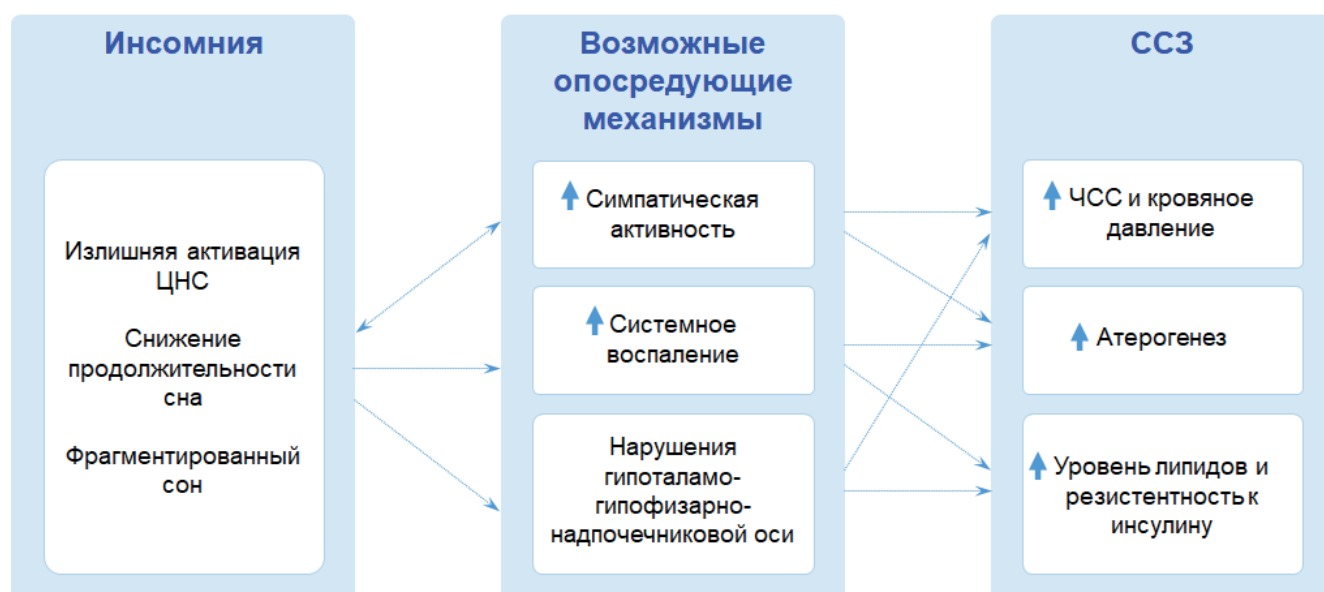 Инсомния
Излишняя активация
ЦНС
Снижение
продолжительности
сна
Фрагментированный
сон
Возможные
опосредующие
механизмы
Симпатическая
активность
Системное
воспаление
Нарушения
гипоталамо-
гипофизарно-
надпочечниковой оси
ССЗ
ЧСС и кровяное
давление
Атерогенез
Уровень липидов и
резистентность к
инсулину